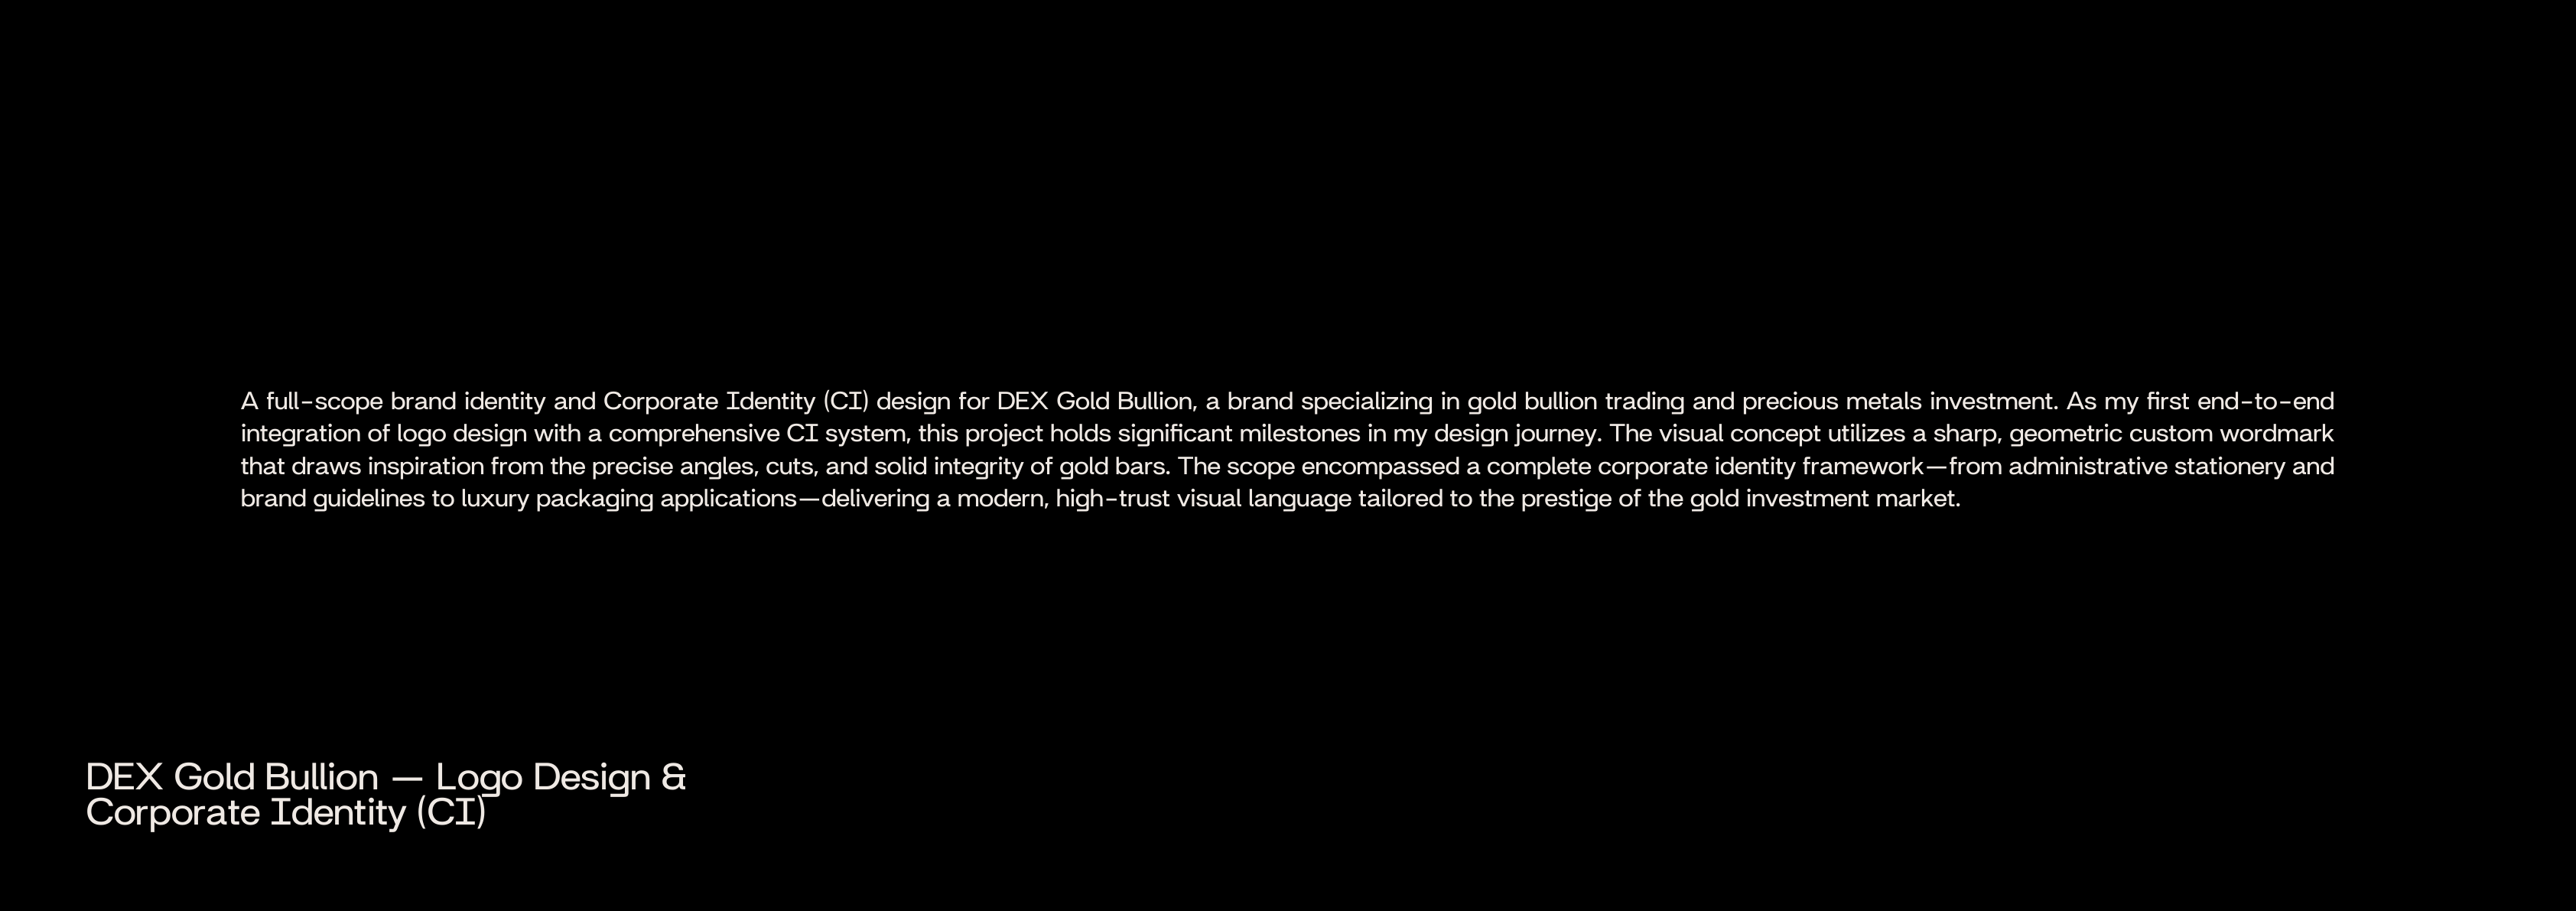 A full-scope brand identity and Corporate Identity (CI) design for DEX Gold Bullion, a brand specializing in gold bullion trading and precious metals investment. As my first end-to-end
integration of logo design with a comprehensive CI system, this project holds significant milestones in my design journey. The visual concept utilizes a sharp, geometric custom wordmark
that draws inspiration from the precise angles, cuts, and solid integrity of gold bars. The scope encompassed a complete corporate identity framework—from administrative stationery and
brand guidelines to luxury packaging applications—delivering a modern, high-trust visual language tailored to the prestige of the gold investment market.
DEX Gold Bullion — Logo Design &
Corporate Identity (CI)